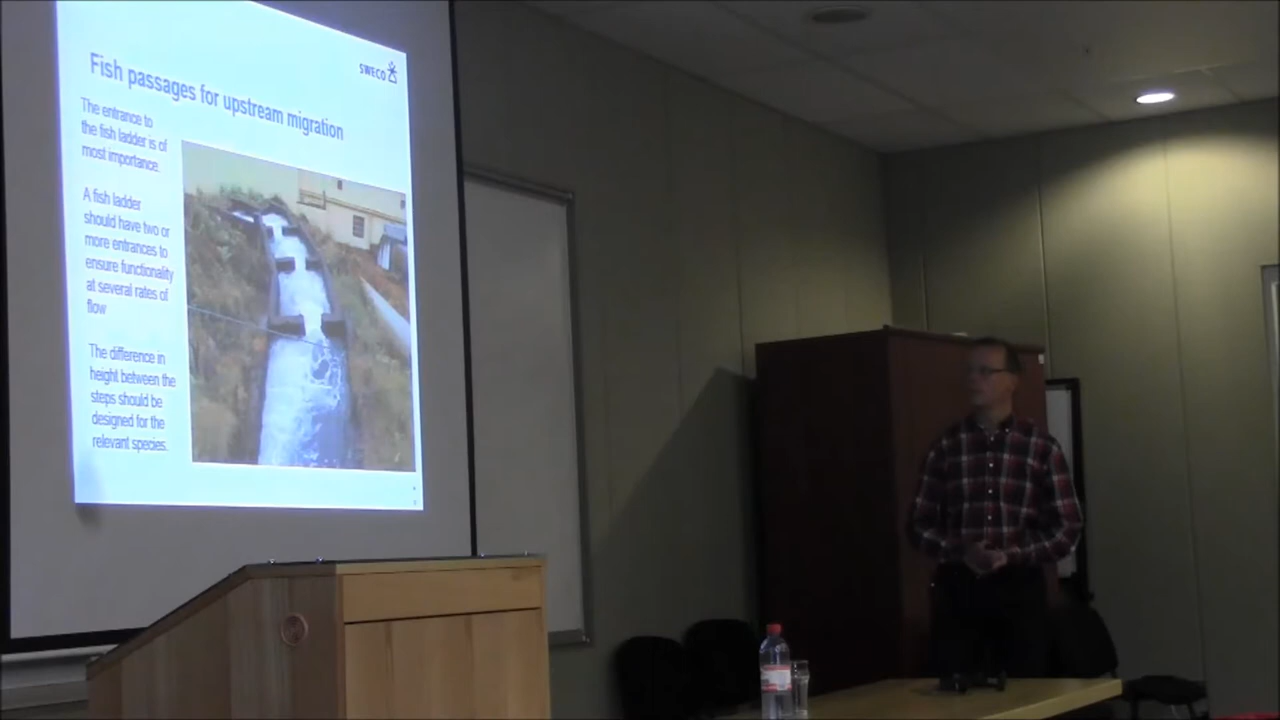 SWECO
Fish passages for upstream migration
The entrance to
the fish ladder is of
most importance.
A fish ladder
should have two or
more entrances to
ensure functionality
at several rates of
flow
The difference in
height between the
steps should be
designed for the
relevant species.